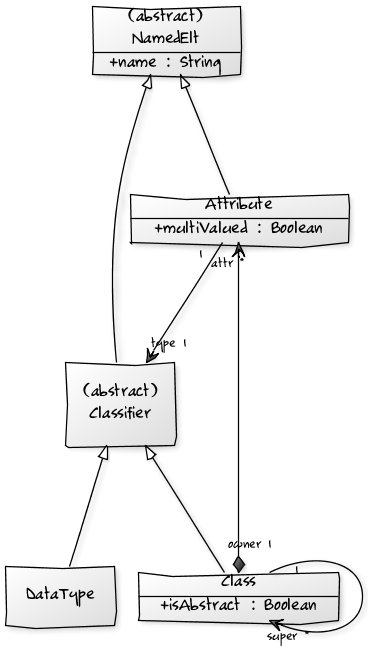 (abstract)
NamedElt
+name : String
Attribute
+multiValued : Boolean
1
attr *
type 1
(abstract)
Classifier
owner 1
Class
1
DataType
+isAbstract : Boolean
super *